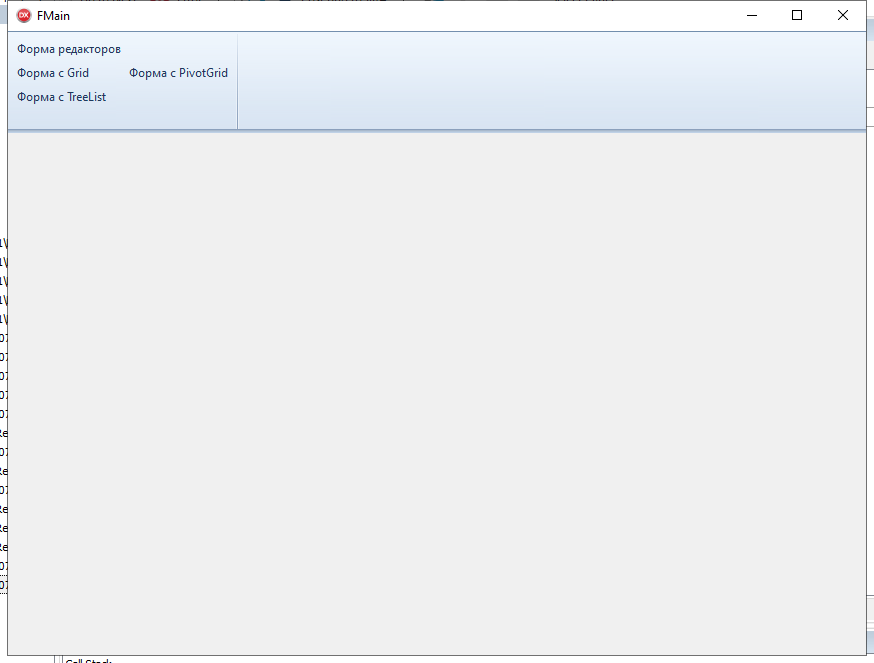 DX FMain
Форма редакторов
Форма с Grid Форма с PivotGrid
Форма с TreeList
Call Stack